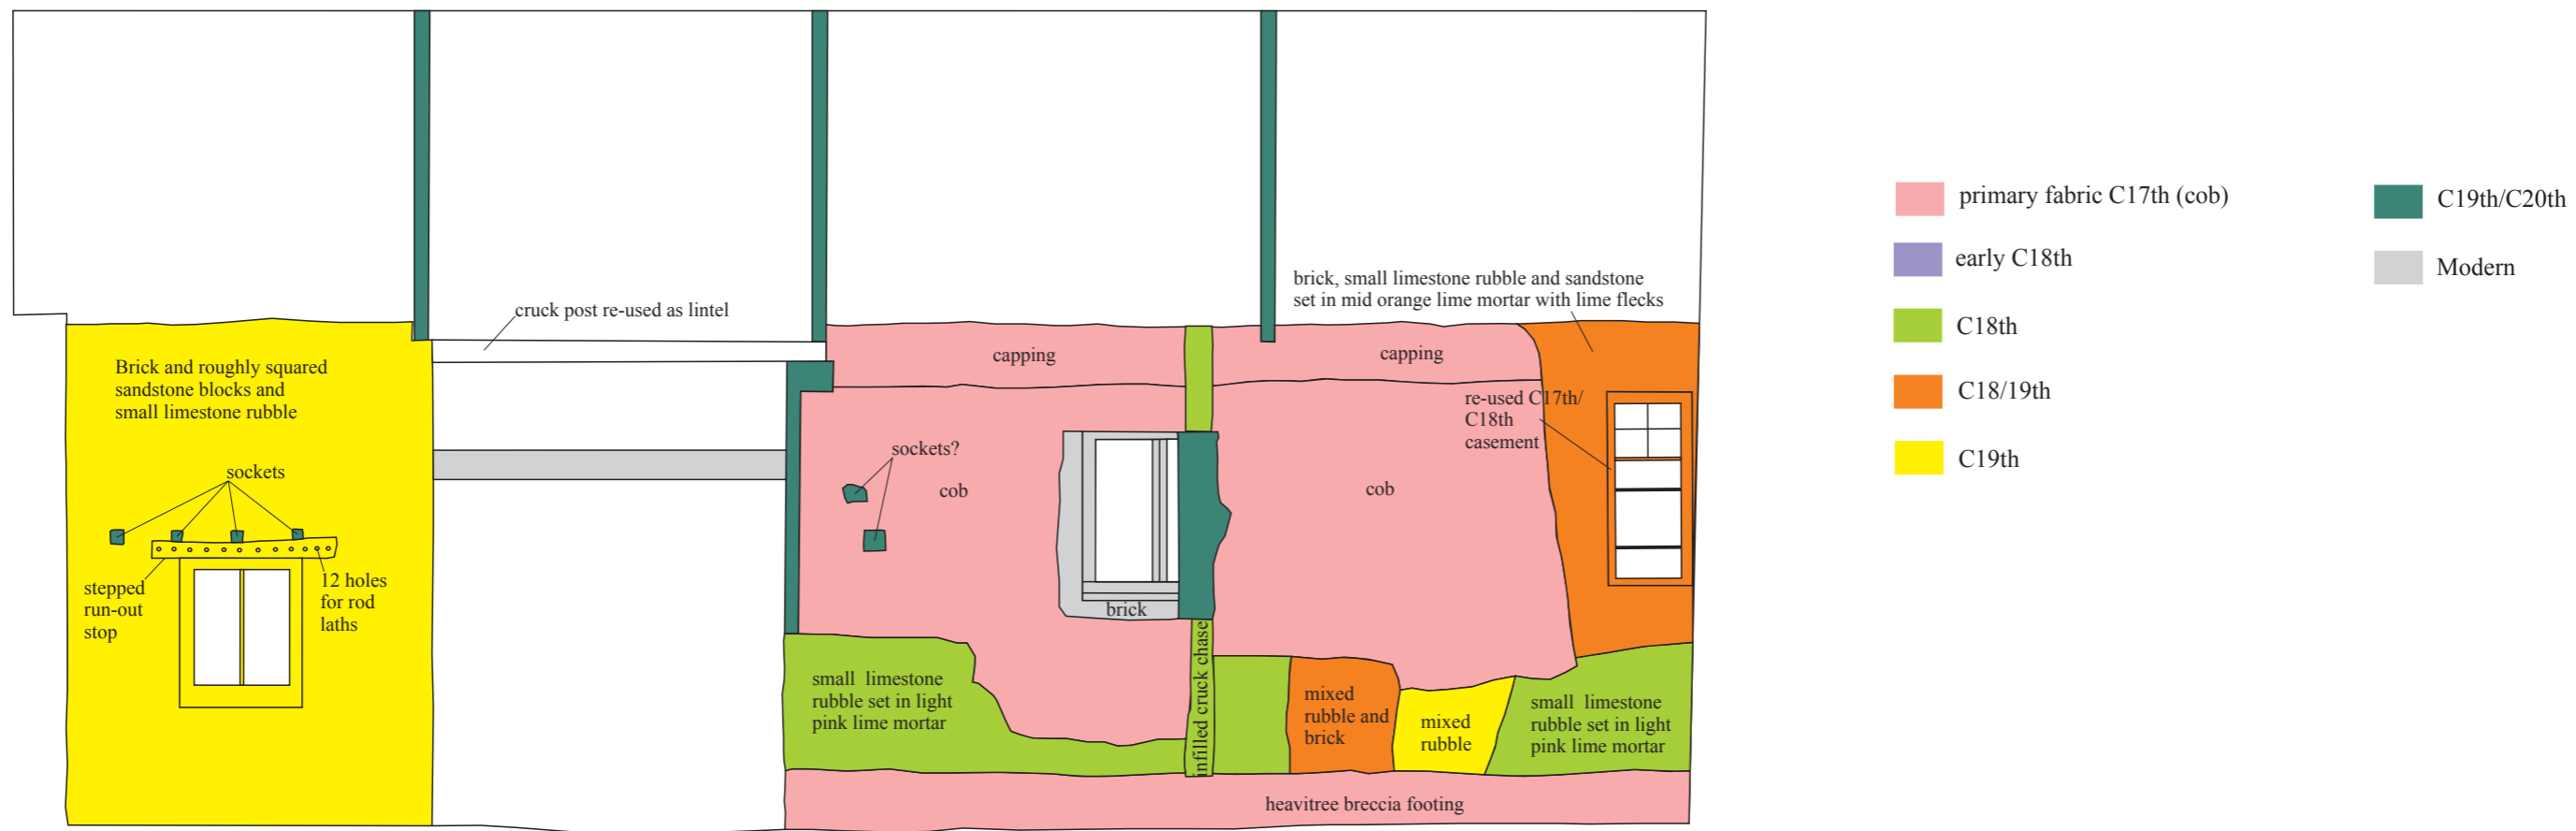 cruck post re-used as lintel
brick, small limestone rubble and sandstone
set in mid orange lime mortar with lime flecks
Brick and roughly squared
sandstone blocks and
small limestone rubble
sockets
stepped
run-out
stop
12 holes
for rod
laths
capping
capping
sockets?
cob
cob
re-used C17th/
C18th
casement
brick
infilled cruck chase
small limestone
rubble set in light
pink lime mortar
mixed
rubble and
brick
mixed
rubble
small limestone
rubble set in light
pink lime mortar
heavitree breccia footing
primary fabric C17th (cob)
early C18th
C18th
C18/19th
C19th
C19th/C20th
Modern